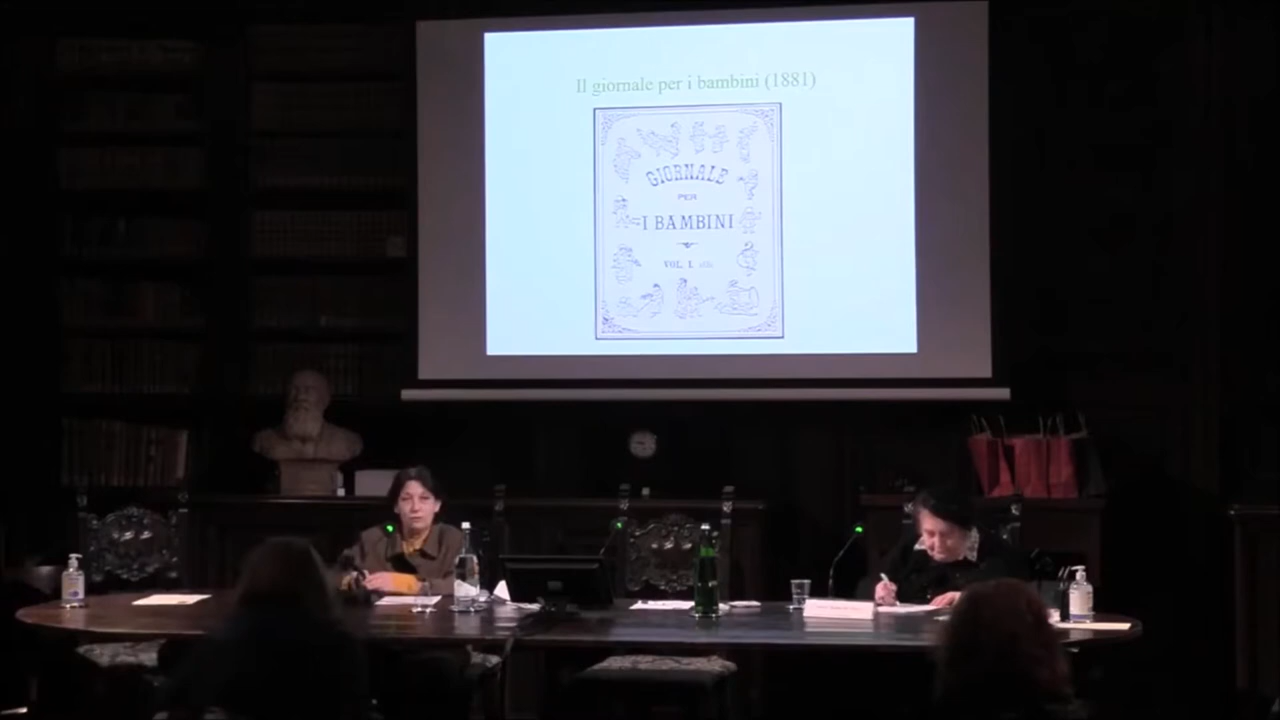 Il giornale per i bambini (1881)
GIORNALE
PER
I BAMBINI
VOL. I.